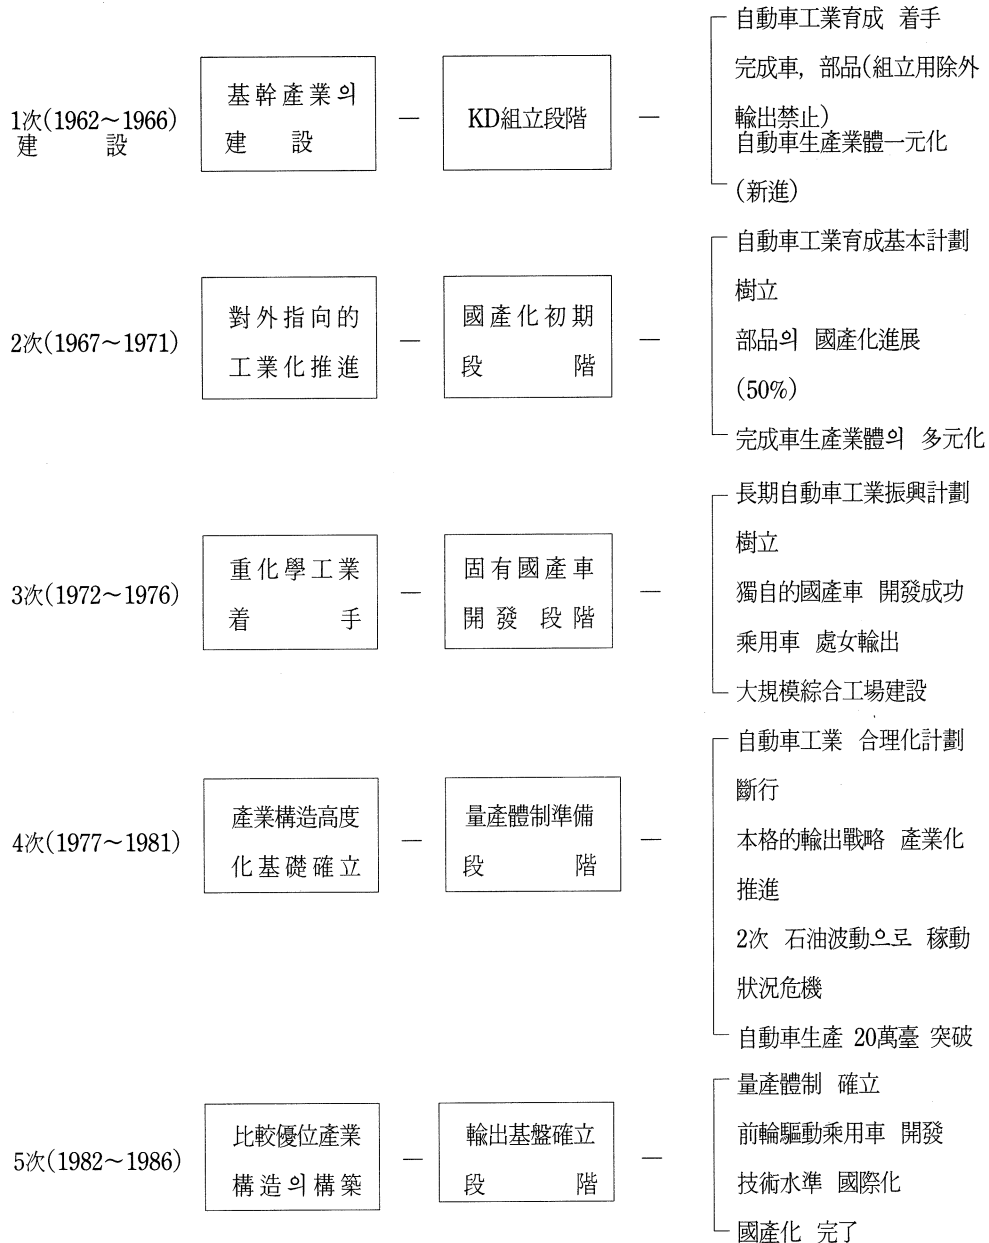 1次(1962～1966)
建 設
基幹產業의
建 設
KD組立段階
自動車工業育成 着手
完成車, 部品(組立用除外
輸出禁止)
自動車生產業體一元化
(新進)
2次(1967～1971)
對外指向的
工業化推進
國產化初期
段 階
自動車工業育成基本計劃
樹立
部品의 國產化進展
(50%)
完成車生產業體의 多元化
3次(1972～1976)
重化學工業
着 手
固有國產車
開發 段階
長期自動車工業振興計劃
樹立
獨自的國產車 開發成功
乘用車 處女輸出
大規模綜合工場建設
4次(1977～1981)
產業構造高度
化基礎確立
量產體制準備
段 階
自動車工業 合理化計劃
斷行
本格的輸出戰略 產業化
推進
2次 石油波動으로 稼動
狀況危機
自動車生產 20萬臺 突破
5次(1982～1986)
比較優位產業
構造의構築
輸出基盤確立
段 階
量產體制 確立
前輪驅動乘用車 開發
技術水準 國際化
國產化 完了